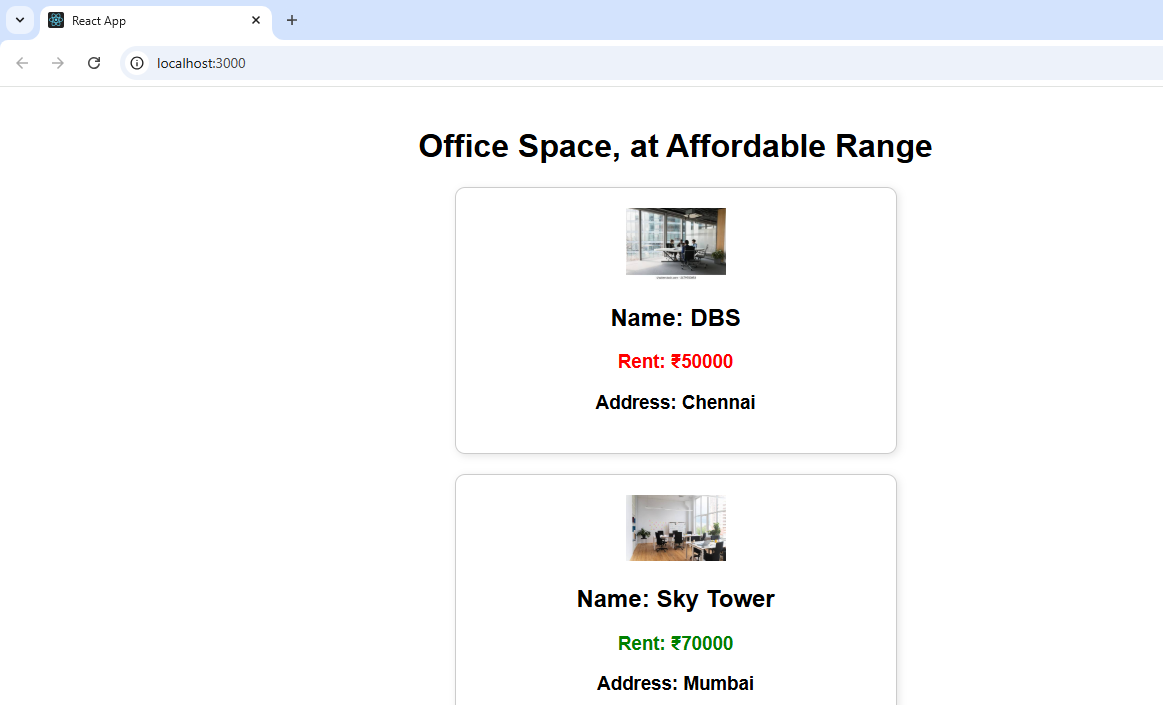 React App
localhost:3000
Office Space, at Affordable Range
Name: DBS
Rent: ₹50000
Address: Chennai
Name: Sky Tower
Rent: ₹70000
Address: Mumbai